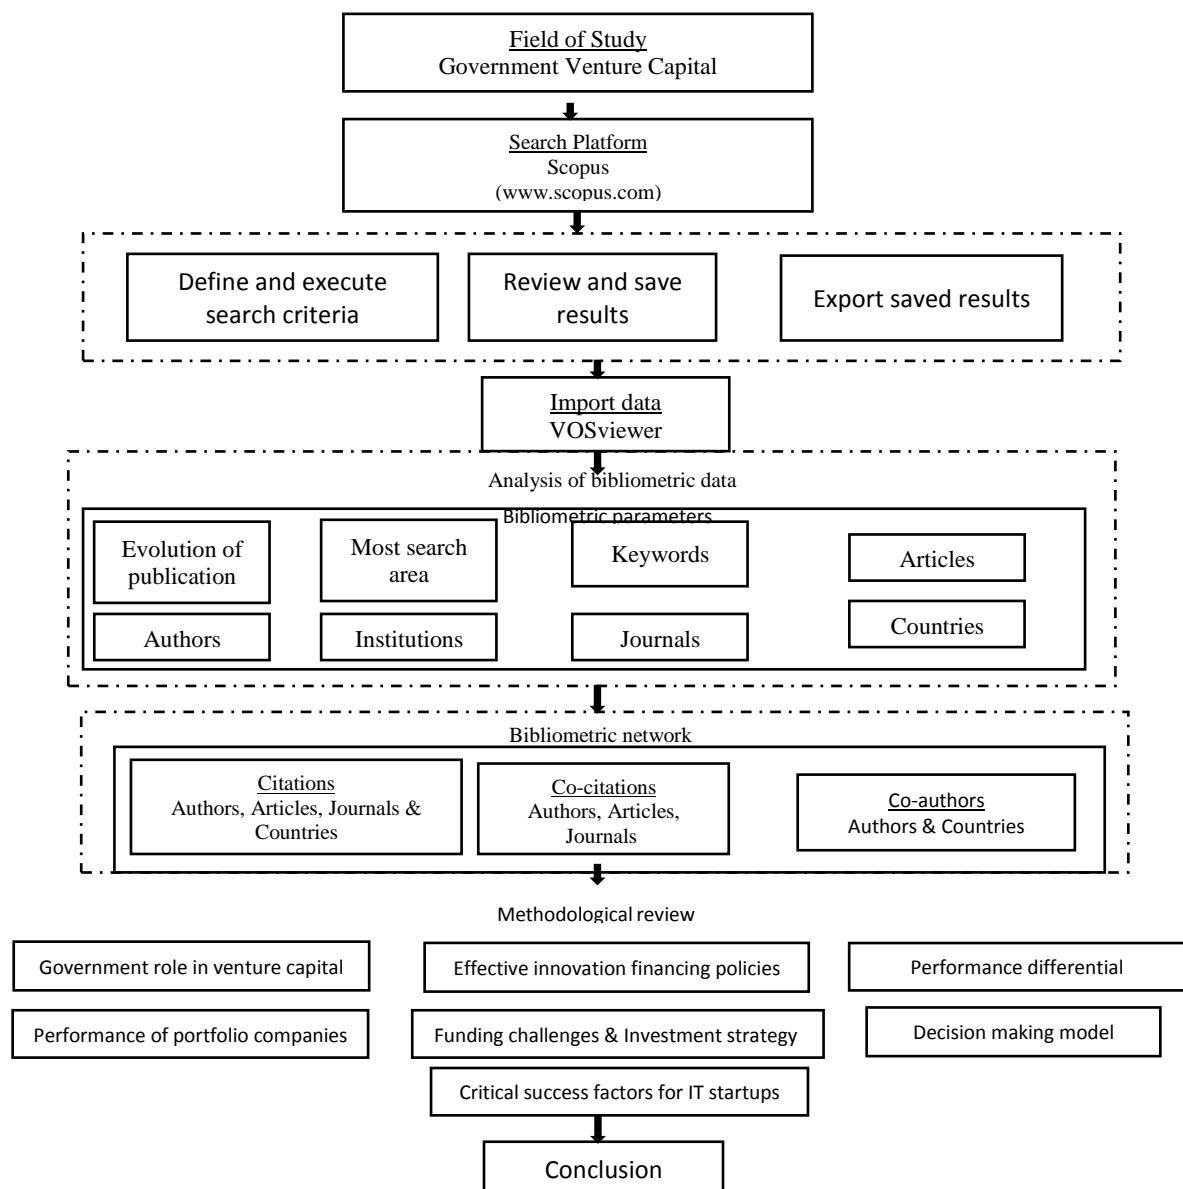 Field of Study
Government Venture Capital
Search Platform
Scopus
(www.scopus.com)
Define and execute
search criteria
Review and save
results
Export saved results
Import data
VOSviewer
Analysis of bibliometric data
Bibliometric parameters
Evolution of
publication
Most search
area
Keywords
Articles
Authors
Institutions
Journals
Countries
Bibliometric network
Citations
Authors, Articles, Journals &
Countries
Co-citations
Authors, Articles,
Journals
Co-authors
Authors & Countries
Methodological review
Government role in venture capital
Effective innovation financing policies
Performance differential
Performance of portfolio companies
Funding challenges & Investment strategy
Decision making model
Critical success factors for IT startups
Conclusion